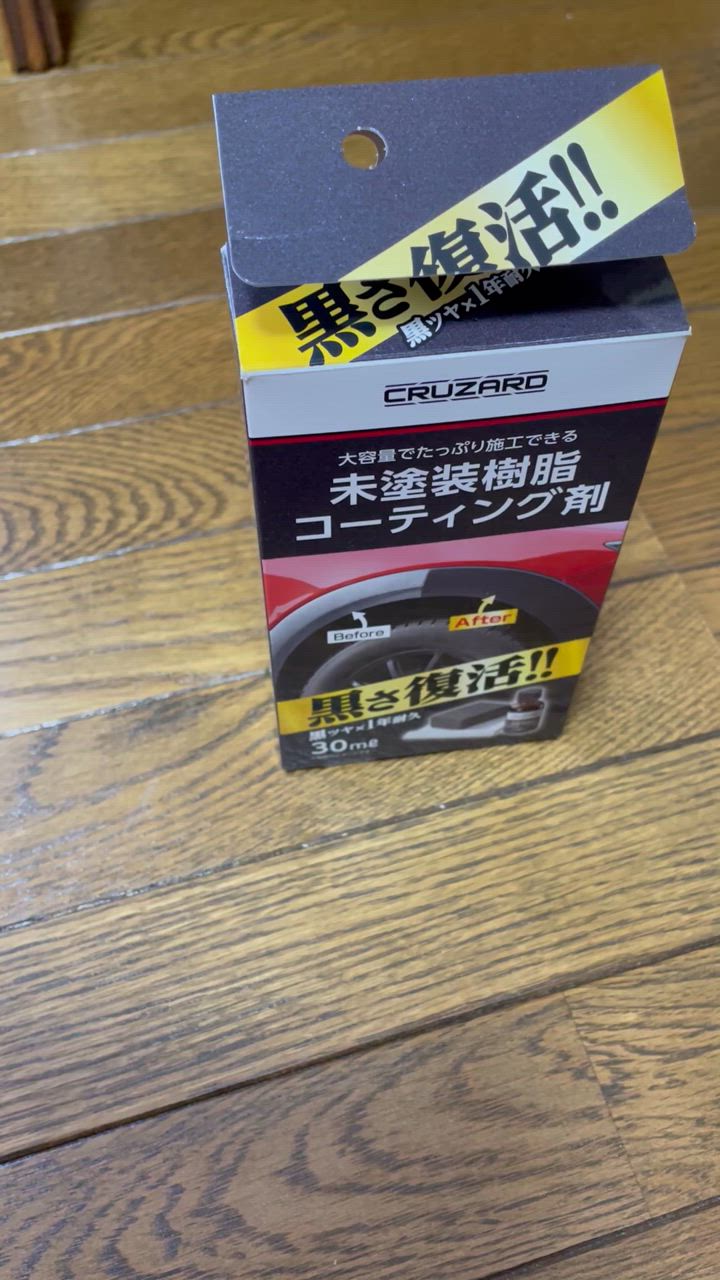 黒さ復活!!
黒ツヤ×1年耐久
CRUZARD
大容量でたっぷり施工できる
未塗装樹脂
コーティング剤
Before
After
黒さ復活!!
黒ツヤ×1年耐久
30mℓ